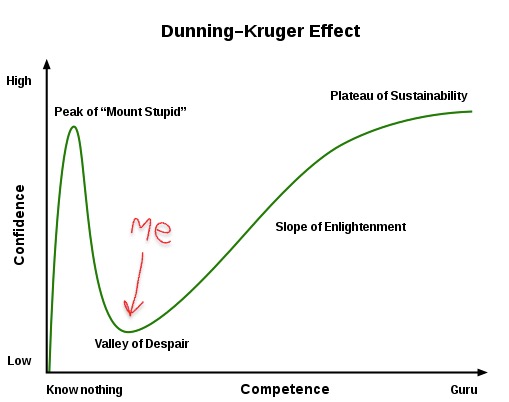 Dunning–Kruger Effect
High
Plateau of Sustainability
Peak of “Mount Stupid”
Me
Slope of Enlightenment
Confidence
Valley of Despair
Low
Know nothing
Competence
Guru